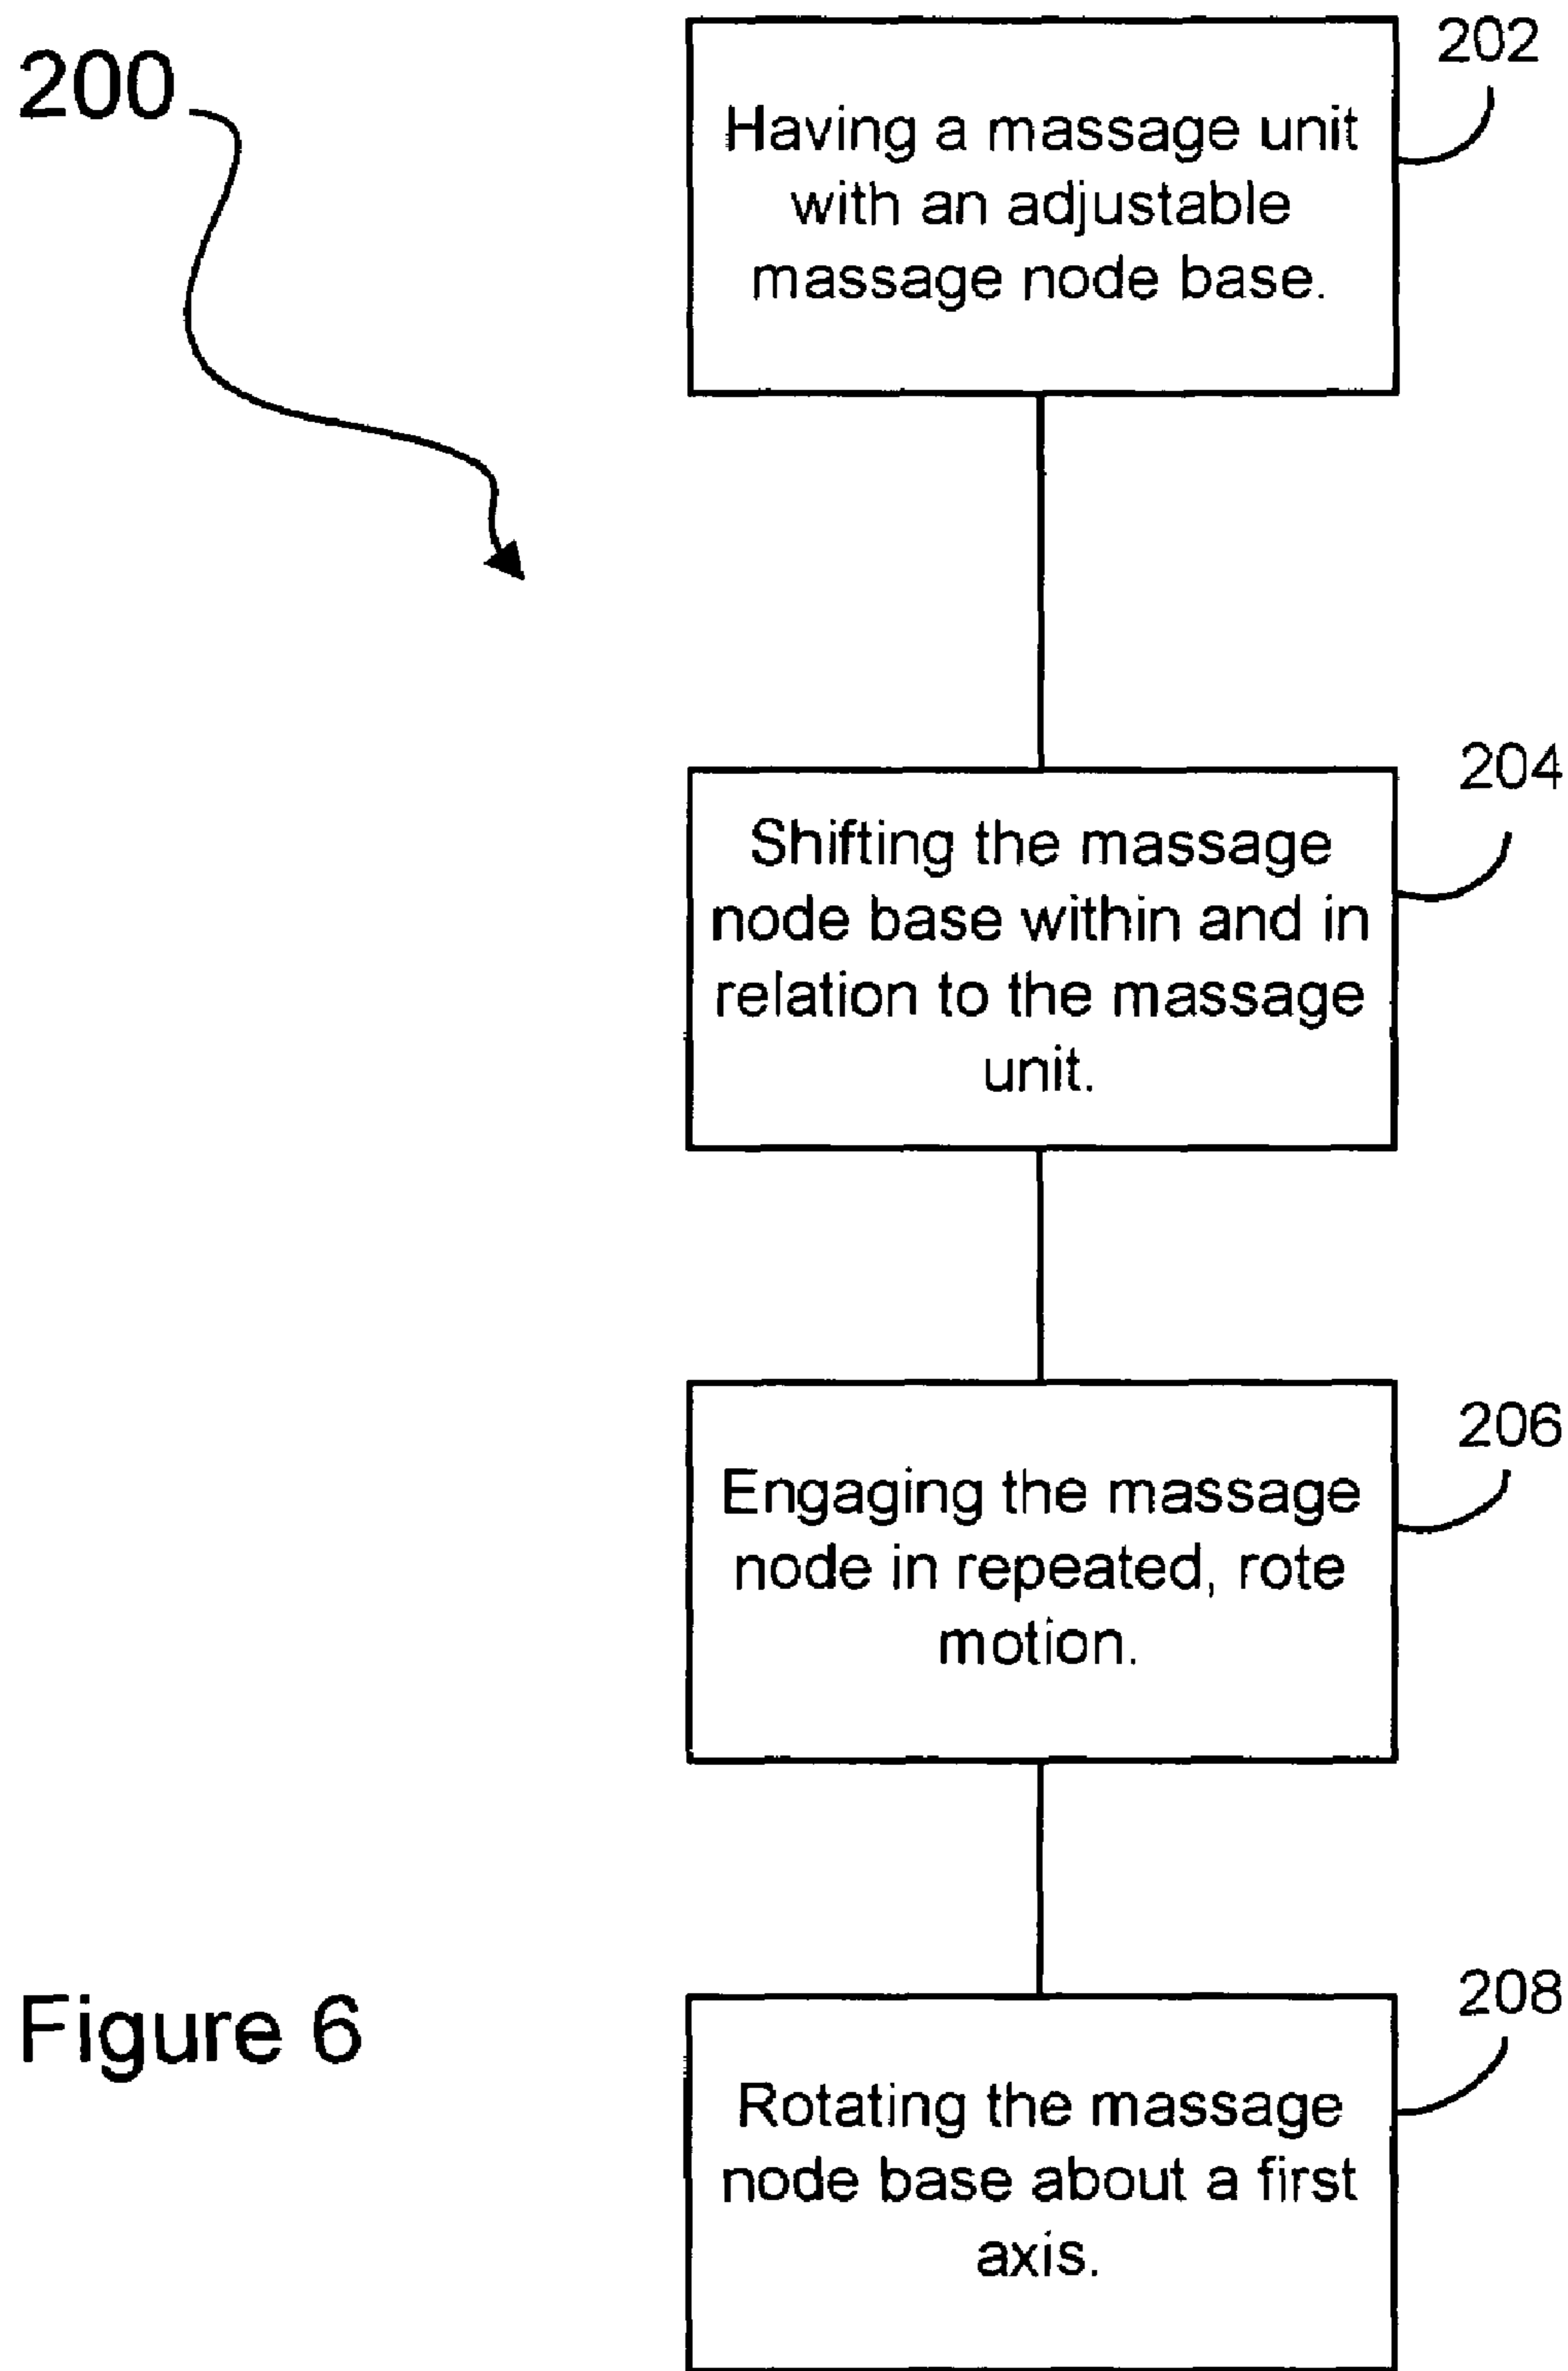 200
202
Having a massage unit
with an adjustable
massage node base.
204
Shifting the massage
node base within and in
relation to the massage
unit.
206
Engaging the massage
node in repeated, rote
motion.
208
Rotating the massage
node base about a first
axis.
Figure 6